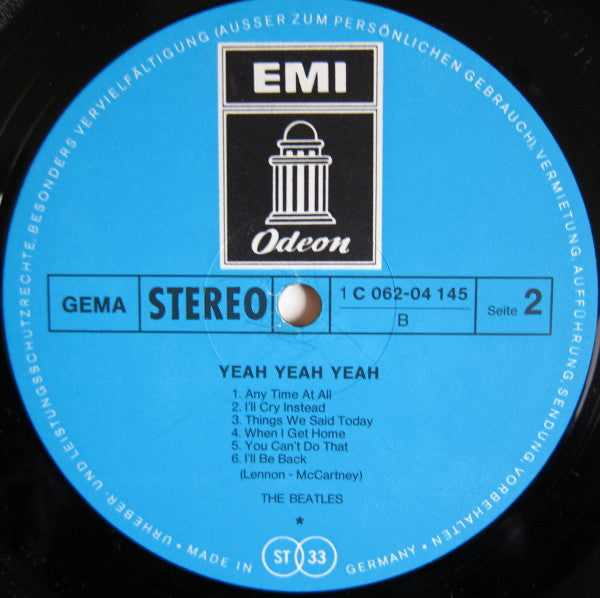 URHEBER- UND LEISTUNGSSCHUTZRECHTE, BESONDERS VERVIELFÄLTIGUNG (AUSSER ZUM PERSÖNLICHEN GEBRAUCH), VERMIETUNG, AUFFÜHRUNG, SENDUNG VORBEHALTEN
EMI
Odeon
GEMA
STEREO
1 C 062-04 145
B
Seite 2
YEAH YEAH YEAH
1. Any Time At All
2. I'll Cry Instead
3. Things We Said Today
4. When I Get Home
5. You Can't Do That
6. I'll Be Back
(Lennon - McCartney)
THE BEATLES
*
• MADE IN ST 33 GERMANY •